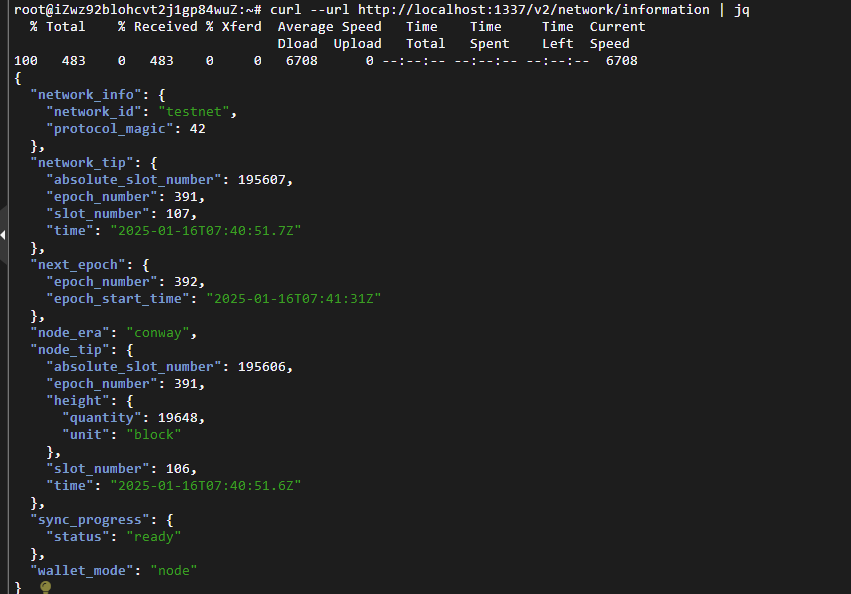 root@iZwz92blohcvt2j1gp84wuZ:~# curl --url http://localhost:1337/v2/network/information | jq
  % Total    % Received % Xferd  Average Speed   Time    Time     Time  Current
                                 Dload  Upload   Total   Spent    Left  Speed
100   483    0   483    0     0   6708      0 --:--:-- --:--:-- --:--:--  6708
{
  "network_info": {
    "network_id": "testnet",
    "protocol_magic": 42
  },
  "network_tip": {
    "absolute_slot_number": 195607,
    "epoch_number": 391,
    "slot_number": 107,
    "time": "2025-01-16T07:40:51.7Z"
  },
  "next_epoch": {
    "epoch_number": 392,
    "epoch_start_time": "2025-01-16T07:41:31Z"
  },
  "node_era": "conway",
  "node_tip": {
    "absolute_slot_number": 195606,
    "epoch_number": 391,
    "height": {
      "quantity": 19648,
      "unit": "block"
    },
    "slot_number": 106,
    "time": "2025-01-16T07:40:51.6Z"
  },
  "sync_progress": {
    "status": "ready"
  },
  "wallet_mode": "node"
}